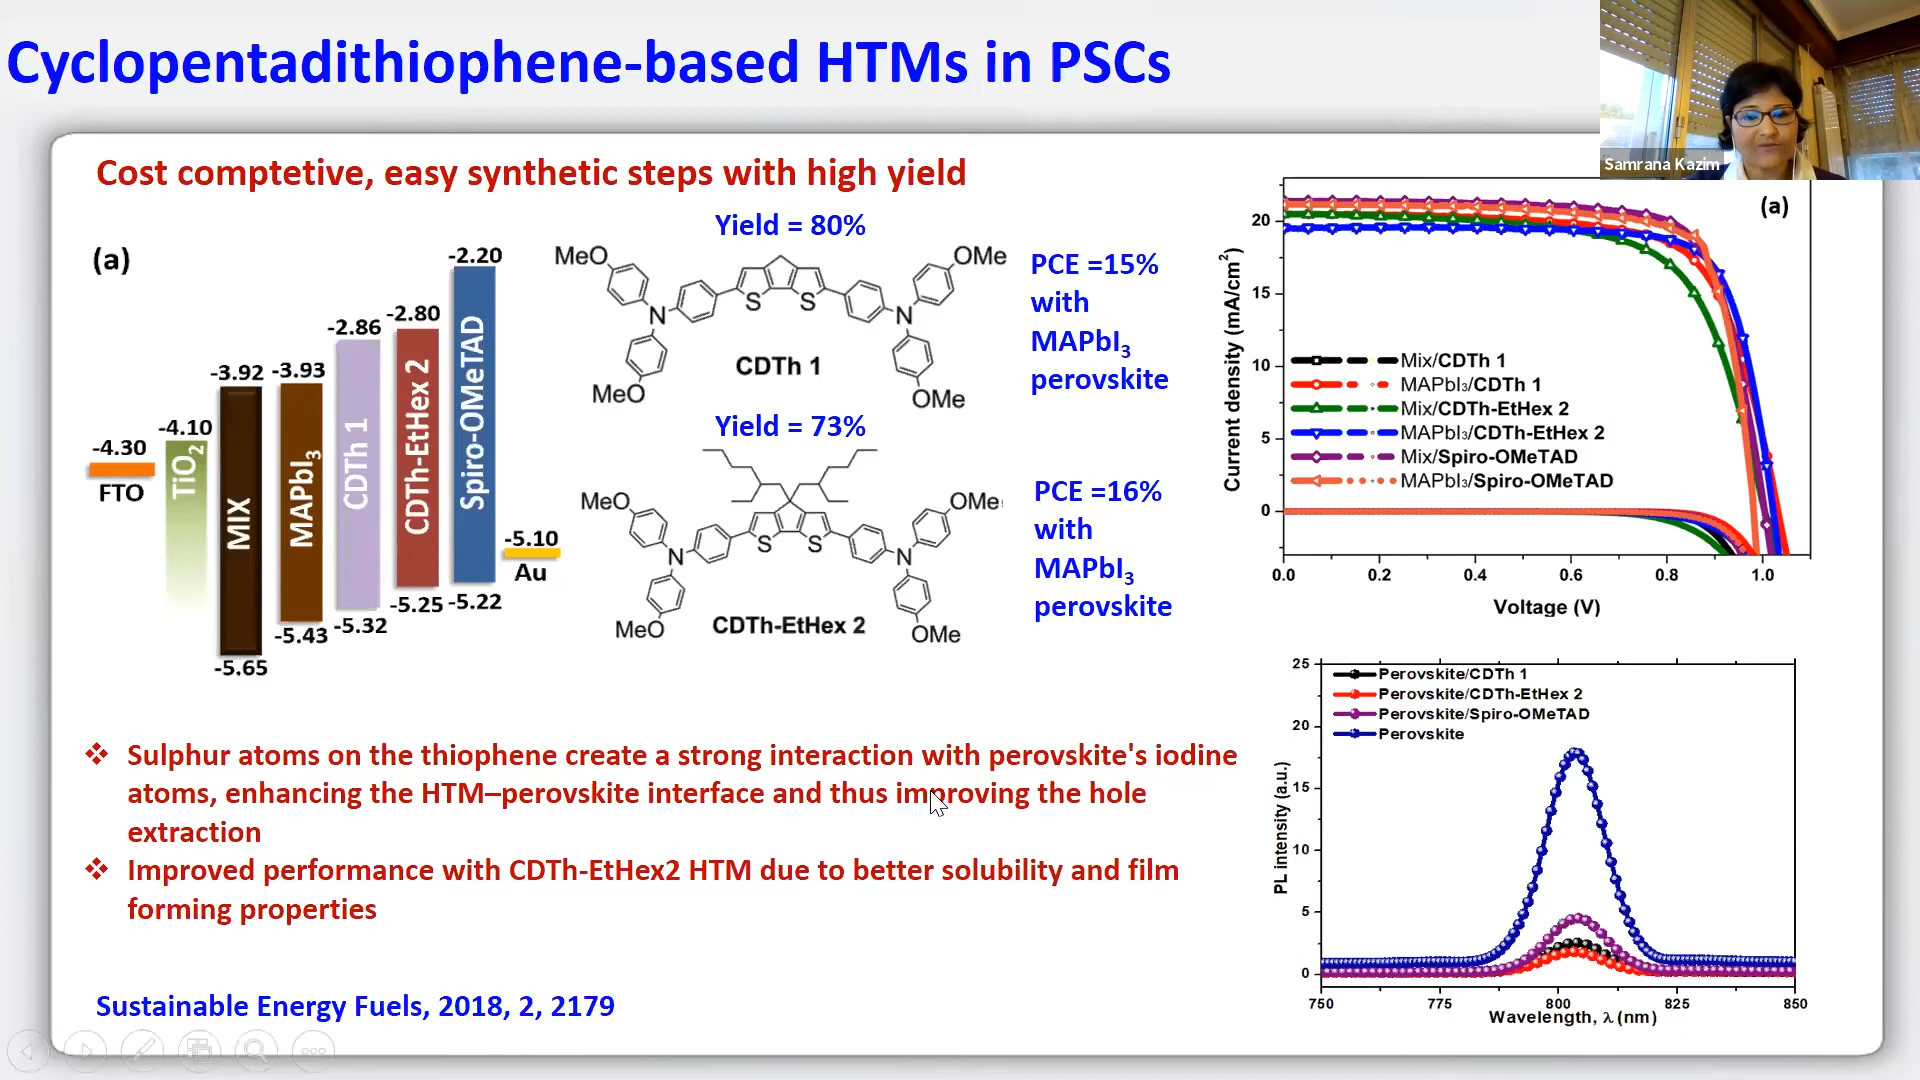 Cyclopentadithiophene-based HTMs in PSCs
Samrana Kazim
Cost comptetive, easy synthetic steps with high yield
(a)
-4.30
FTO
-4.10
TiO2
-3.92
MIX
-5.65
-3.93
MAPbI3
-5.43
-2.86
CDTh 1
-5.32
-2.80
CDTh-EtHex 2
-5.25
-2.20
Spiro-OMeTAD
-5.22
-5.10
Au
Yield = 80%
MeO
OMe
S
S
N
N
MeO
OMe
CDTh 1
PCE =15%
with
MAPbI3
perovskite
Yield = 73%
MeO
OMe
S
S
N
N
MeO
OMe
CDTh-EtHex 2
PCE =16%
with
MAPbI3
perovskite
(a)
Current density (mA/cm2)
20
15
10
5
0
Mix/CDTh 1
MAPbI3/CDTh 1
Mix/CDTh-EtHex 2
MAPbI3/CDTh-EtHex 2
Mix/Spiro-OMeTAD
MAPbI3/Spiro-OMeTAD
0.0 0.2 0.4 0.6 0.8 1.0
Voltage (V)
PL intensity (a.u.)
25
20
15
10
5
0
Perovskite/CDTh 1
Perovskite/CDTh-EtHex 2
Perovskite/Spiro-OMeTAD
Perovskite
750 775 800 825 850
Wavelength, λ (nm)
❖ Sulphur atoms on the thiophene create a strong interaction with perovskite's iodine
atoms, enhancing the HTM–perovskite interface and thus improving the hole
extraction
❖ Improved performance with CDTh-EtHex2 HTM due to better solubility and film
forming properties
Sustainable Energy Fuels, 2018, 2, 2179